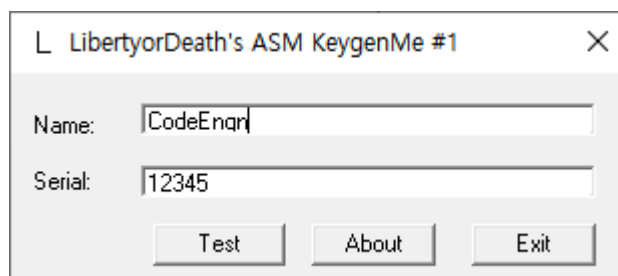 L LibertyorDeath's ASM KeygenMe #1
Name: CodeEngn
Serial: 12345
Test About Exit